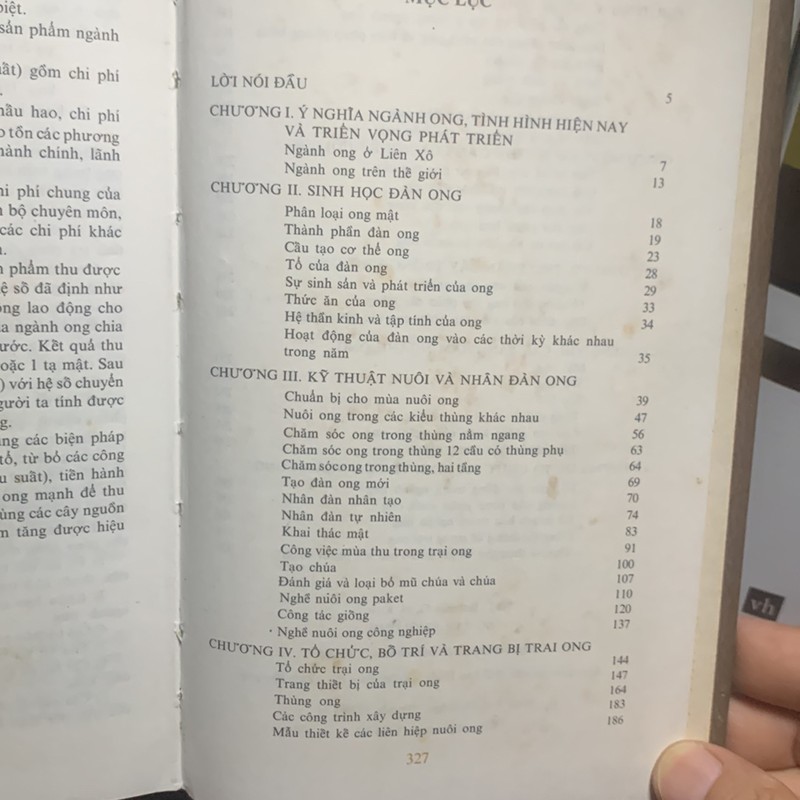 biệt.
sản phẩm ngành
gồm chi phí
hầu hao, chi phí
tồn các phương
hành chính, lãnh
phí chung của
bộ chuyên môn,
các chi phí khác
phẩm thu được
số đã định như
lao động cho
ngành ong chia
Kết quả thu
hoặc 1 tạ mật. Sau
với hệ số chuyển
người ta tính được
các biện pháp
tổ, từ bỏ các công
suất), tiến hành
ong mạnh để thu
các cây nguồn
tăng được hiệu
MỤC LỤC
LỜI NÓI ĐẦU 5
CHƯƠNG I. Ý NGHĨA NGÀNH ONG, TÌNH HÌNH HIỆN NAY
VÀ TRIỂN VỌNG PHÁT TRIỂN
Ngành ong ở Liên Xô 7
Ngành ong trên thế giới 13
CHƯƠNG II. SINH HỌC ĐÀN ONG
Phân loại ong mật 18
Thành phần đàn ong 19
Cấu tạo cơ thể ong 23
Tổ của đàn ong 28
Sự sinh sản và phát triển của ong 29
Thức ăn của ong 33
Hệ thần kinh và tập tính của ong 34
Hoạt động của đàn ong vào các thời kỳ khác nhau
trong năm 35
CHƯƠNG III. KỸ THUẬT NUÔI VÀ NHÂN ĐÀN ONG
Chuẩn bị cho mùa nuôi ong 39
Nuôi ong trong các kiểu thùng khác nhau 47
Chăm sóc ong trong thùng nằm ngang 56
Chăm sóc ong trong thùng 12 cầu có thùng phụ 63
Chăm sóc ong trong thùng, hai tầng 64
Tạo đàn ong mới 69
Nhân đàn nhân tạo 70
Nhân đàn tự nhiên 74
Khai thác mật 83
Công việc mùa thu trong trại ong 91
Tạo chúa 100
Đánh giá và loại bỏ mũ chúa và chúa 107
Nghề nuôi ong paket 110
Công tác giống 120
Nghề nuôi ong công nghiệp 137
CHƯƠNG IV. TỔ CHỨC, BỐ TRÍ VÀ TRANG BỊ TRAI ONG
Tổ chức trại ong 144
Trang thiết bị của trại ong 147
Thùng ong 164
Các công trình xây dựng 183
Mẫu thiết kế các liên hiệp nuôi ong 186
327
vh